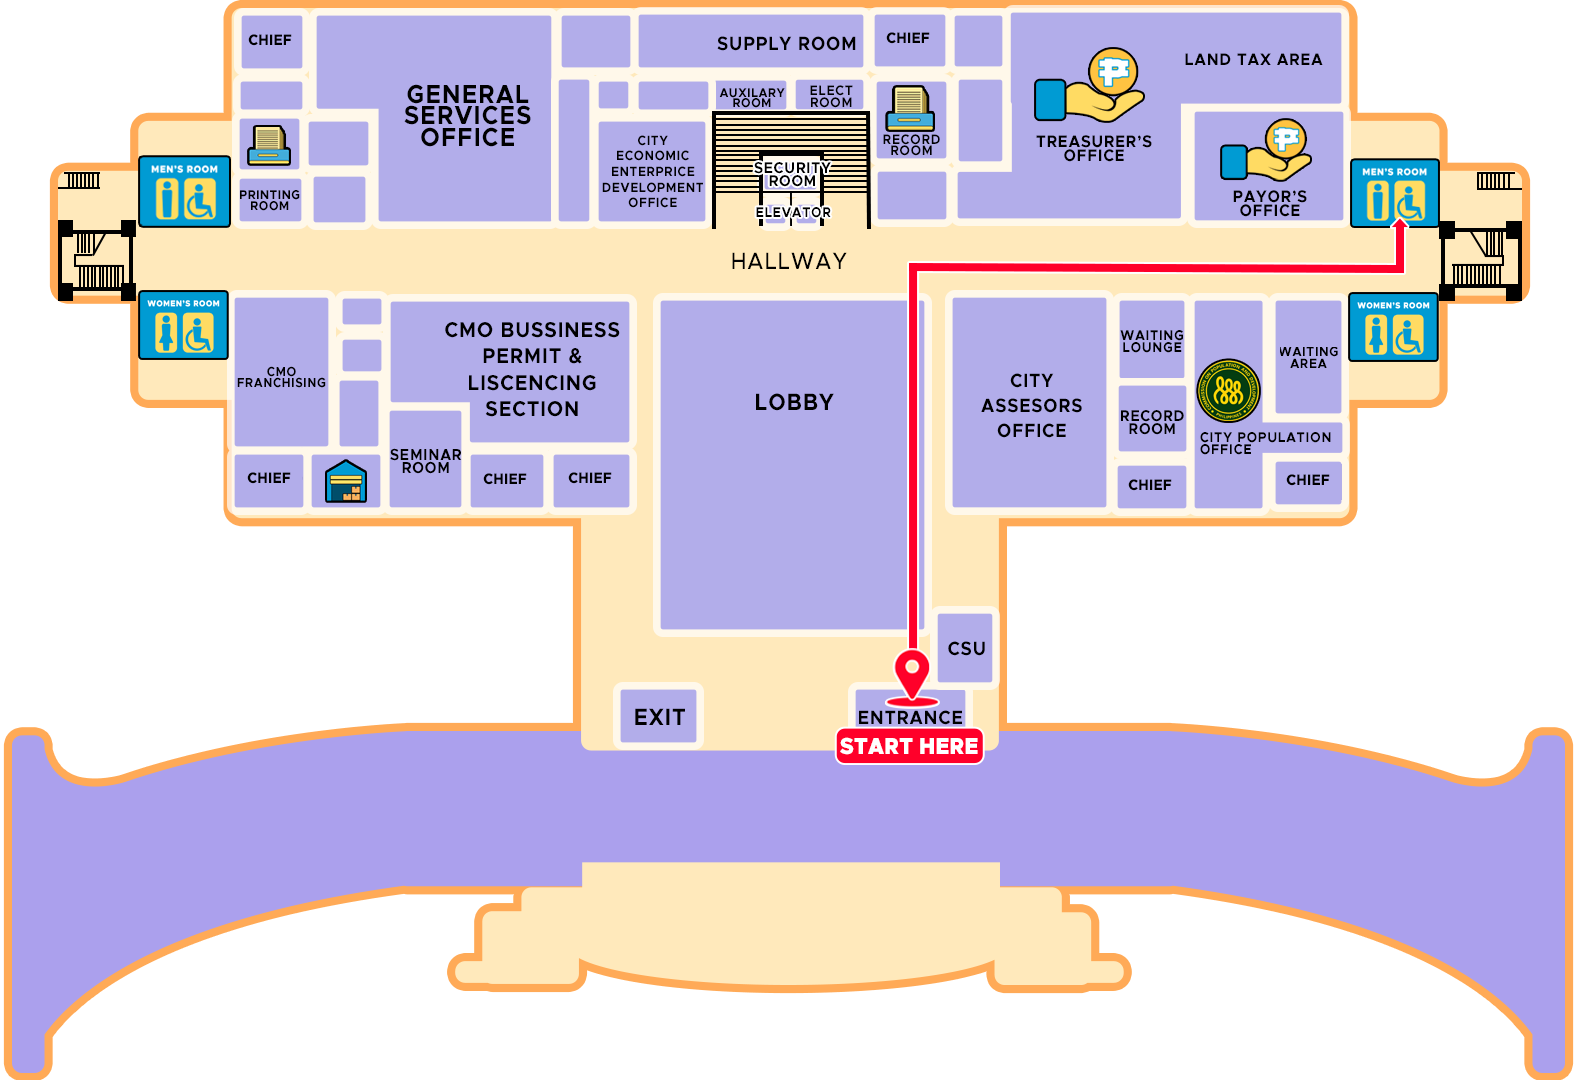 CHIEF
GENERAL
SERVICES
OFFICE
PRINTING
ROOM
SUPPLY ROOM
AUXILARY
ROOM
ELECT
ROOM
CITY
ECONOMIC
ENTERPRICE
DEVELOPMENT
OFFICE
SECURITY
ROOM
ELEVATOR
CHIEF
RECORD
ROOM
LAND TAX AREA
TREASURER'S
OFFICE
PAYOR'S
OFFICE
MEN'S ROOM
MEN'S ROOM
HALLWAY
WOMEN'S ROOM
WOMEN'S ROOM
CMO
FRANCHISING
CMO BUSSINESS
PERMIT &
LISCENCING
SECTION
SEMINAR
ROOM
CHIEF
CHIEF
CHIEF
LOBBY
CITY
ASSESORS
OFFICE
WAITING
LOUNGE
RECORD
ROOM
CHIEF
CITY POPULATION
OFFICE
WAITING
AREA
CHIEF
CSU
EXIT
ENTRANCE
START HERE